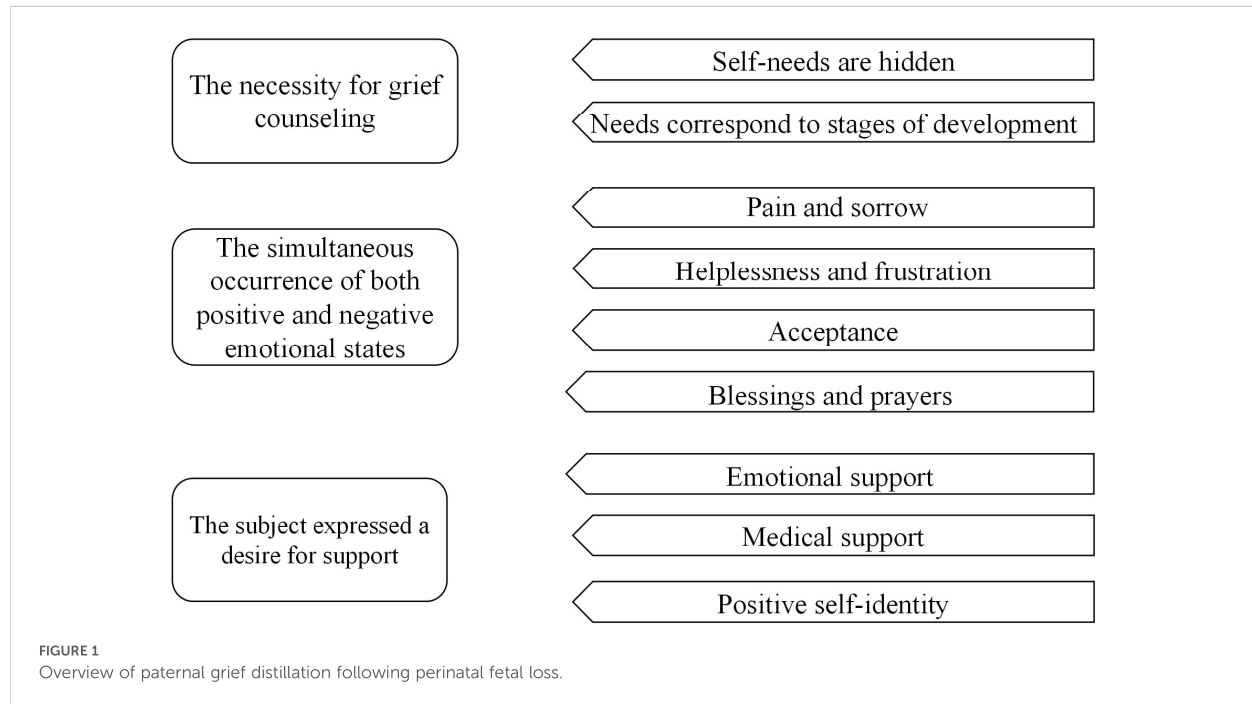 The necessity for grief
counseling
Self-needs are hidden
Needs correspond to stages of development
The simultaneous
occurrence of both
positive and negative
emotional states
Pain and sorrow
Helplessness and frustration
Acceptance
Blessings and prayers
The subject expressed a
desire for support
Emotional support
Medical support
Positive self-identity
FIGURE 1
Overview of paternal grief distillation following perinatal fetal loss.